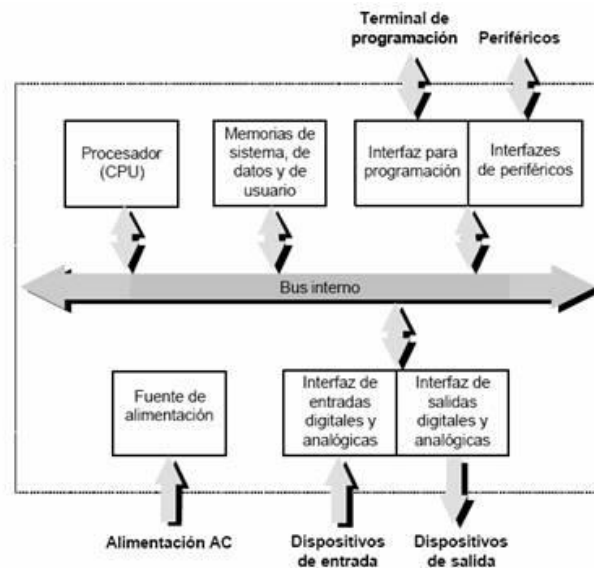 Terminal de
programación
Periféricos
Procesador
(CPU)
Memorias de
sistema, de
datos y de
usuario
Interfaz para
programación
Interfaces
de periféricos
Bus interno
Fuente de
alimentación
Interfaz de
entradas
digitales y
analógicas
Interfaz de
salidas
digitales y
analógicas
Alimentación AC
Dispositivos
de entrada
Dispositivos
de salida